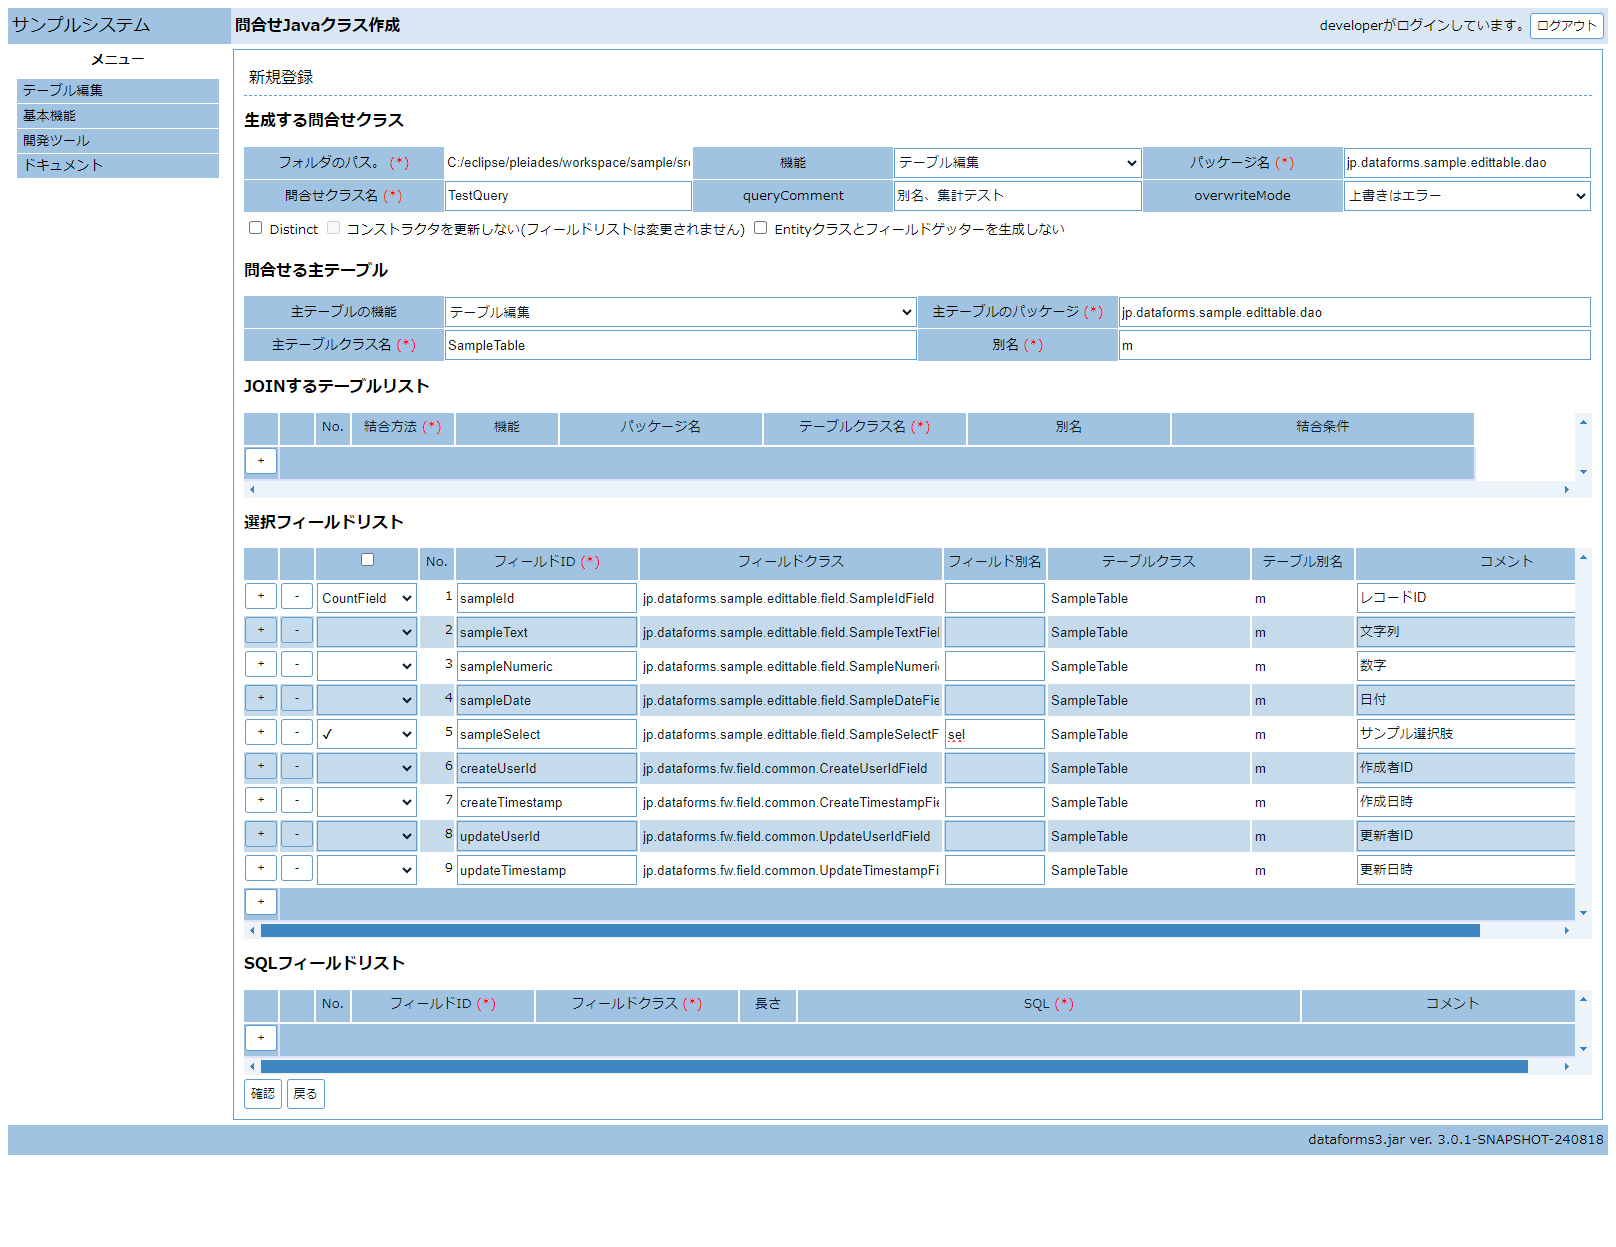 サンプルシステム 問合せJavaクラス作成 developerがログインしています。 ログアウト
メニュー
テーブル編集
基本機能
開発ツール
ドキュメント
新規登録
生成する問合せクラス
フォルダのパス。 (*) C:/eclipse/pleiades/workspace/sample/src 機能 テーブル編集 パッケージ名 (*) jp.dataforms.sample.edittable.dao
問合せクラス名 (*) TestQuery queryComment 別名、集計テスト overwriteMode 上書きはエラー
Distinct コンストラクタを更新しない(フィールドリストは変更されません) Entityクラスとフィールドゲッターを生成しない
問合せる主テーブル
主テーブルの機能 テーブル編集 主テーブルのパッケージ (*) jp.dataforms.sample.edittable.dao
主テーブルクラス名 (*) SampleTable 別名 (*) m
JOINするテーブルリスト
No. 結合方法 (*) 機能 パッケージ名 テーブルクラス名 (*) 別名 結合条件
+
選択フィールドリスト
No. フィールドID (*) フィールドクラス フィールド別名 テーブルクラス テーブル別名 コメント
+ - CountField 1 sampleId jp.dataforms.sample.edittable.field.SampleIdField SampleTable m レコードID
+ - 2 sampleText jp.dataforms.sample.edittable.field.SampleTextFiel SampleTable m 文字列
+ - 3 sampleNumeric jp.dataforms.sample.edittable.field.SampleNumeri SampleTable m 数字
+ - 4 sampleDate jp.dataforms.sample.edittable.field.SampleDateFie SampleTable m 日付
+ - ✓ 5 sampleSelect jp.dataforms.sample.edittable.field.SampleSelectF sel SampleTable m サンプル選択肢
+ - 6 createUserId jp.dataforms.fw.field.common.CreateUserIdField SampleTable m 作成者ID
+ - 7 createTimestamp jp.dataforms.fw.field.common.CreateTimestampFie SampleTable m 作成日時
+ - 8 updateUserId jp.dataforms.fw.field.common.UpdateUserIdField SampleTable m 更新者ID
+ - 9 updateTimestamp jp.dataforms.fw.field.common.UpdateTimestampFi SampleTable m 更新日時
+
SQLフィールドリスト
No. フィールドID (*) フィールドクラス (*) 長さ SQL (*) コメント
+
確認 戻る
dataforms3.jar ver. 3.0.1-SNAPSHOT-240818